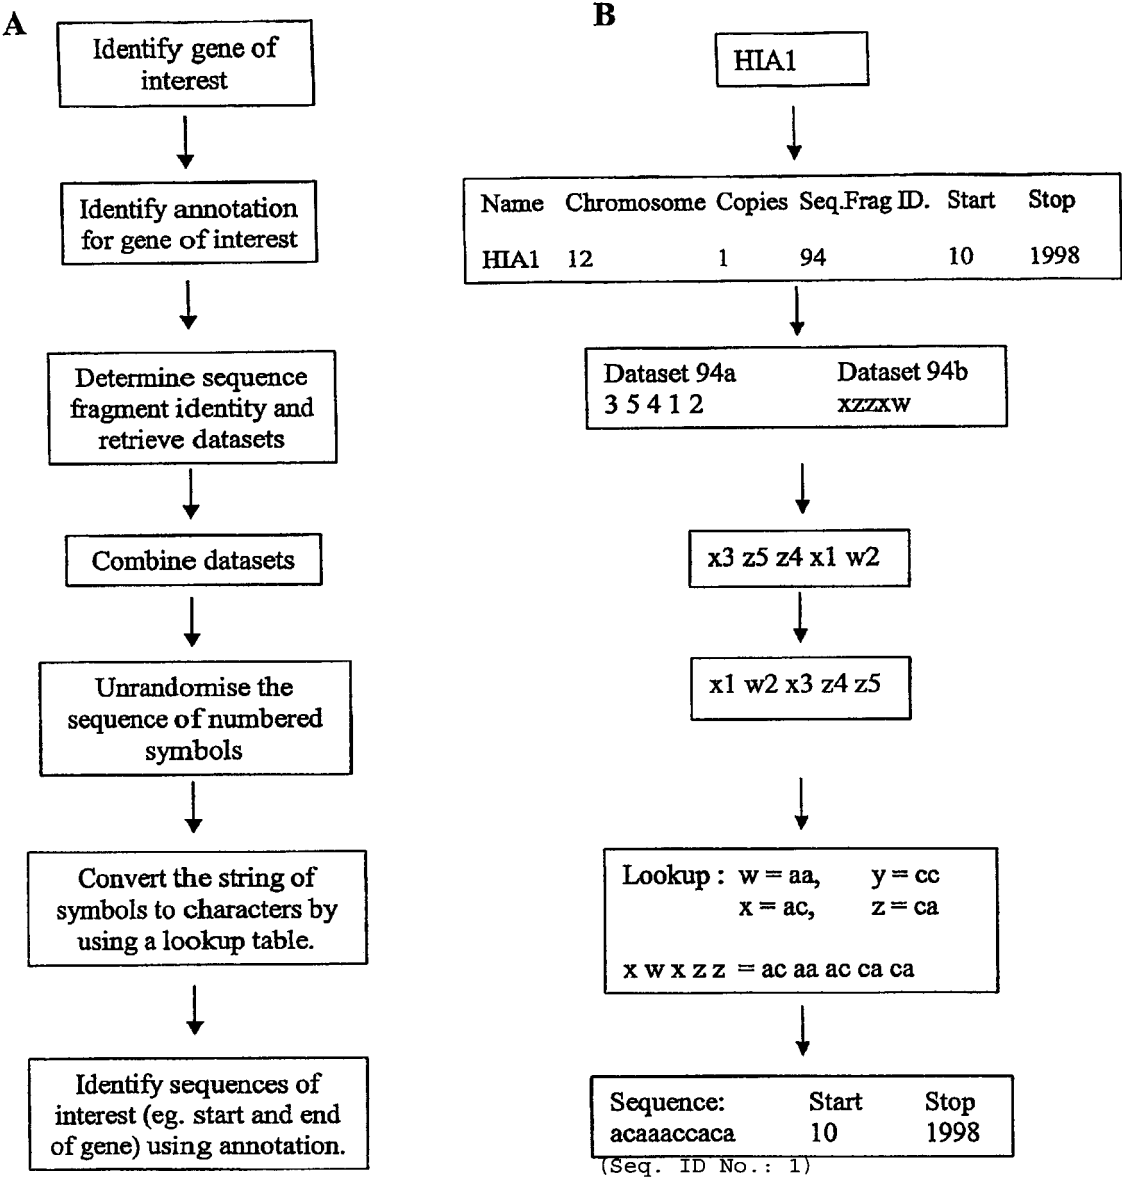 A
Identify gene of
interest
Identify annotation
for gene of interest
Determine sequence
fragment identity and
retrieve datasets
Combine datasets
Unrandomise the
sequence of numbered
symbols
Convert the string of
symbols to characters by
using a lookup table.
Identify sequences of
interest (eg. start and end
of gene) using annotation.
B
HIA1
Name Chromosome Copies Seq.Frag ID. Start Stop
HIA1 12 1 94 10 1998
Dataset 94a Dataset 94b
3 5 4 1 2 xzzxw
x3 z5 z4 x1 w2
x1 w2 x3 z4 z5
Lookup : w = aa, y = cc
x = ac, z = ca
x w x z z = ac aa ac ca ca
Sequence: Start Stop
acaaaccaca 10 1998
(Seq. ID No.: 1)